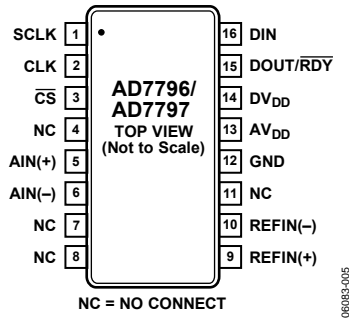 SCLK 1
CLK 2
CS 3
NC 4
AIN(+) 5
AIN(–) 6
NC 7
NC 8
AD7796/
AD7797
TOP VIEW
(Not to Scale)
16 DIN
15 DOUT/RDY
14 DVDD
13 AVDD
12 GND
11 NC
10 REFIN(–)
9 REFIN(+)
NC = NO CONNECT
06083-005